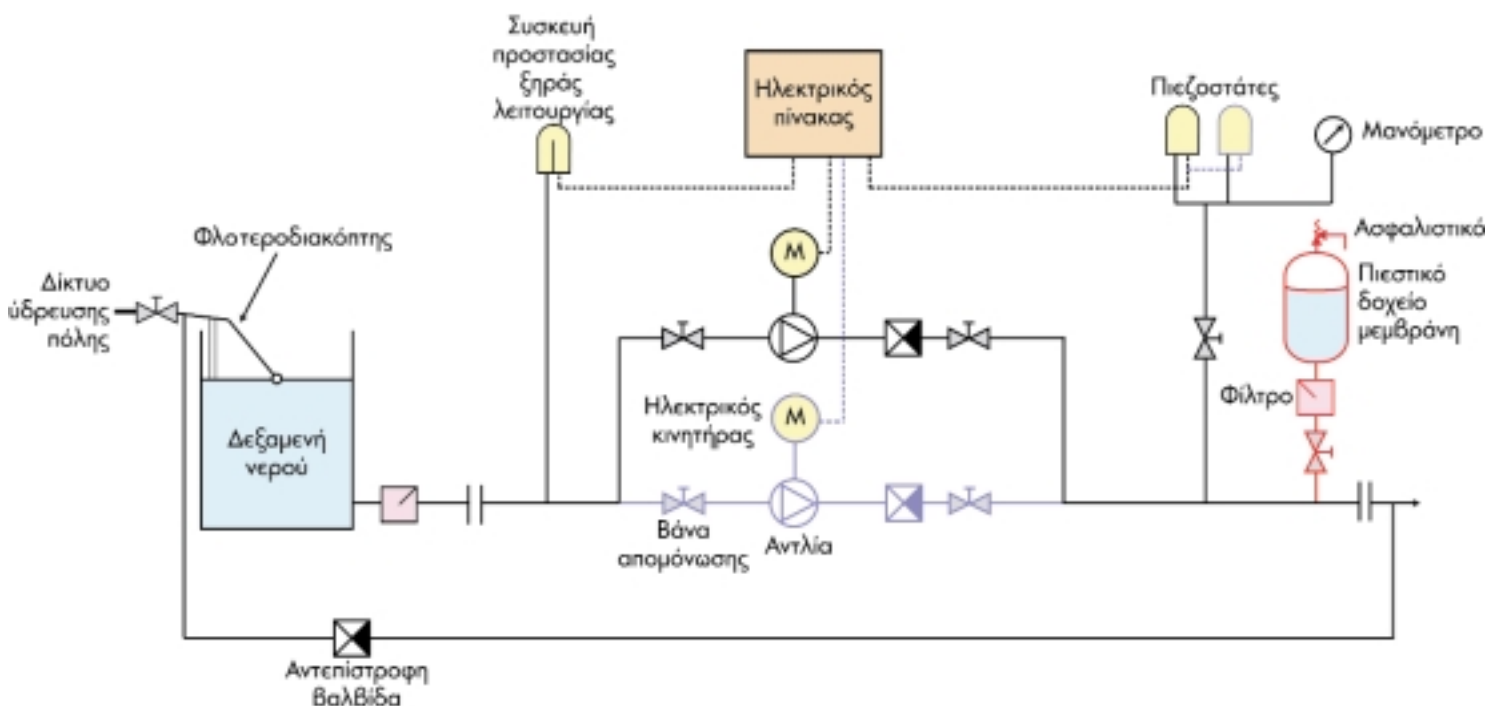 Συσκευή
προστασίας
ξηράς
λειτουργίας
Ηλεκτρικός
πίνακας
Πιεζοστάτες
Μανόμετρο
Φλοτεροδιακόπτης
Ασφαλιστικό
Δίκτυο
ύδρευσης
πόλης
Πιεστικό
δοχείο
μεμβράνη
M
Φίλτρο
Ηλεκτρικός
κινητήρας
M
Δεξαμενή
νερού
Βάνα
απομόνωσης
Αντλία
Αντεπίστροφη
βαλβίδα